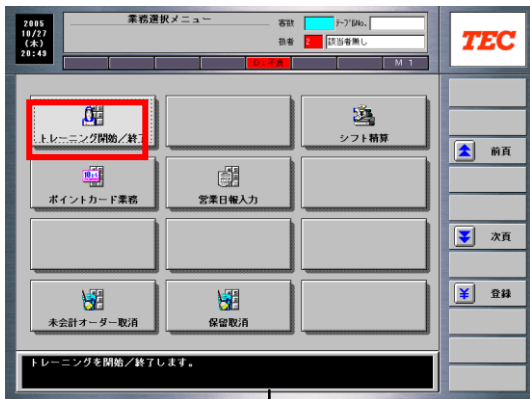 2005
10/27
(木)
20:49
業務選択メニュー
客数
ﾃｰﾌﾞﾙNo.
扱者 2 該当者無し
D:不良
M 1
TEC
トレーニング開始／終了
シフト精算
前頁
ポイントカード業務
営業日報入力
次頁
登録
未会計オーダー取消
保留取消
トレーニングを開始／終了します。